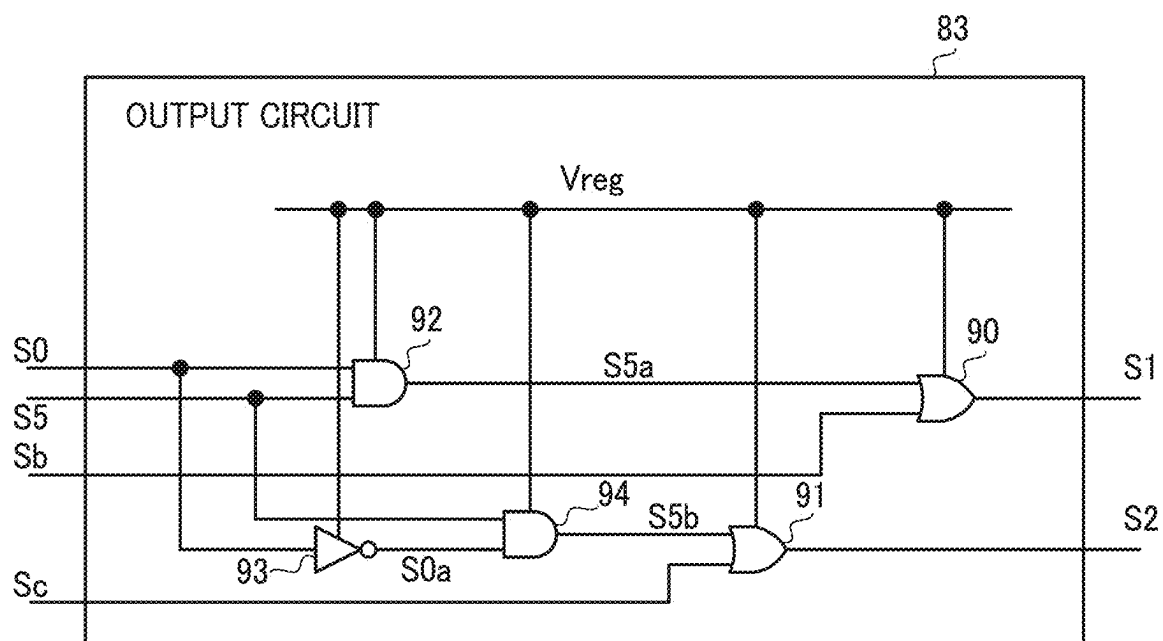 83
OUTPUT CIRCUIT
Vreg
92
90
S0
S5a
S1
S5
Sb
94
91
S5b
S2
93
S0a
Sc